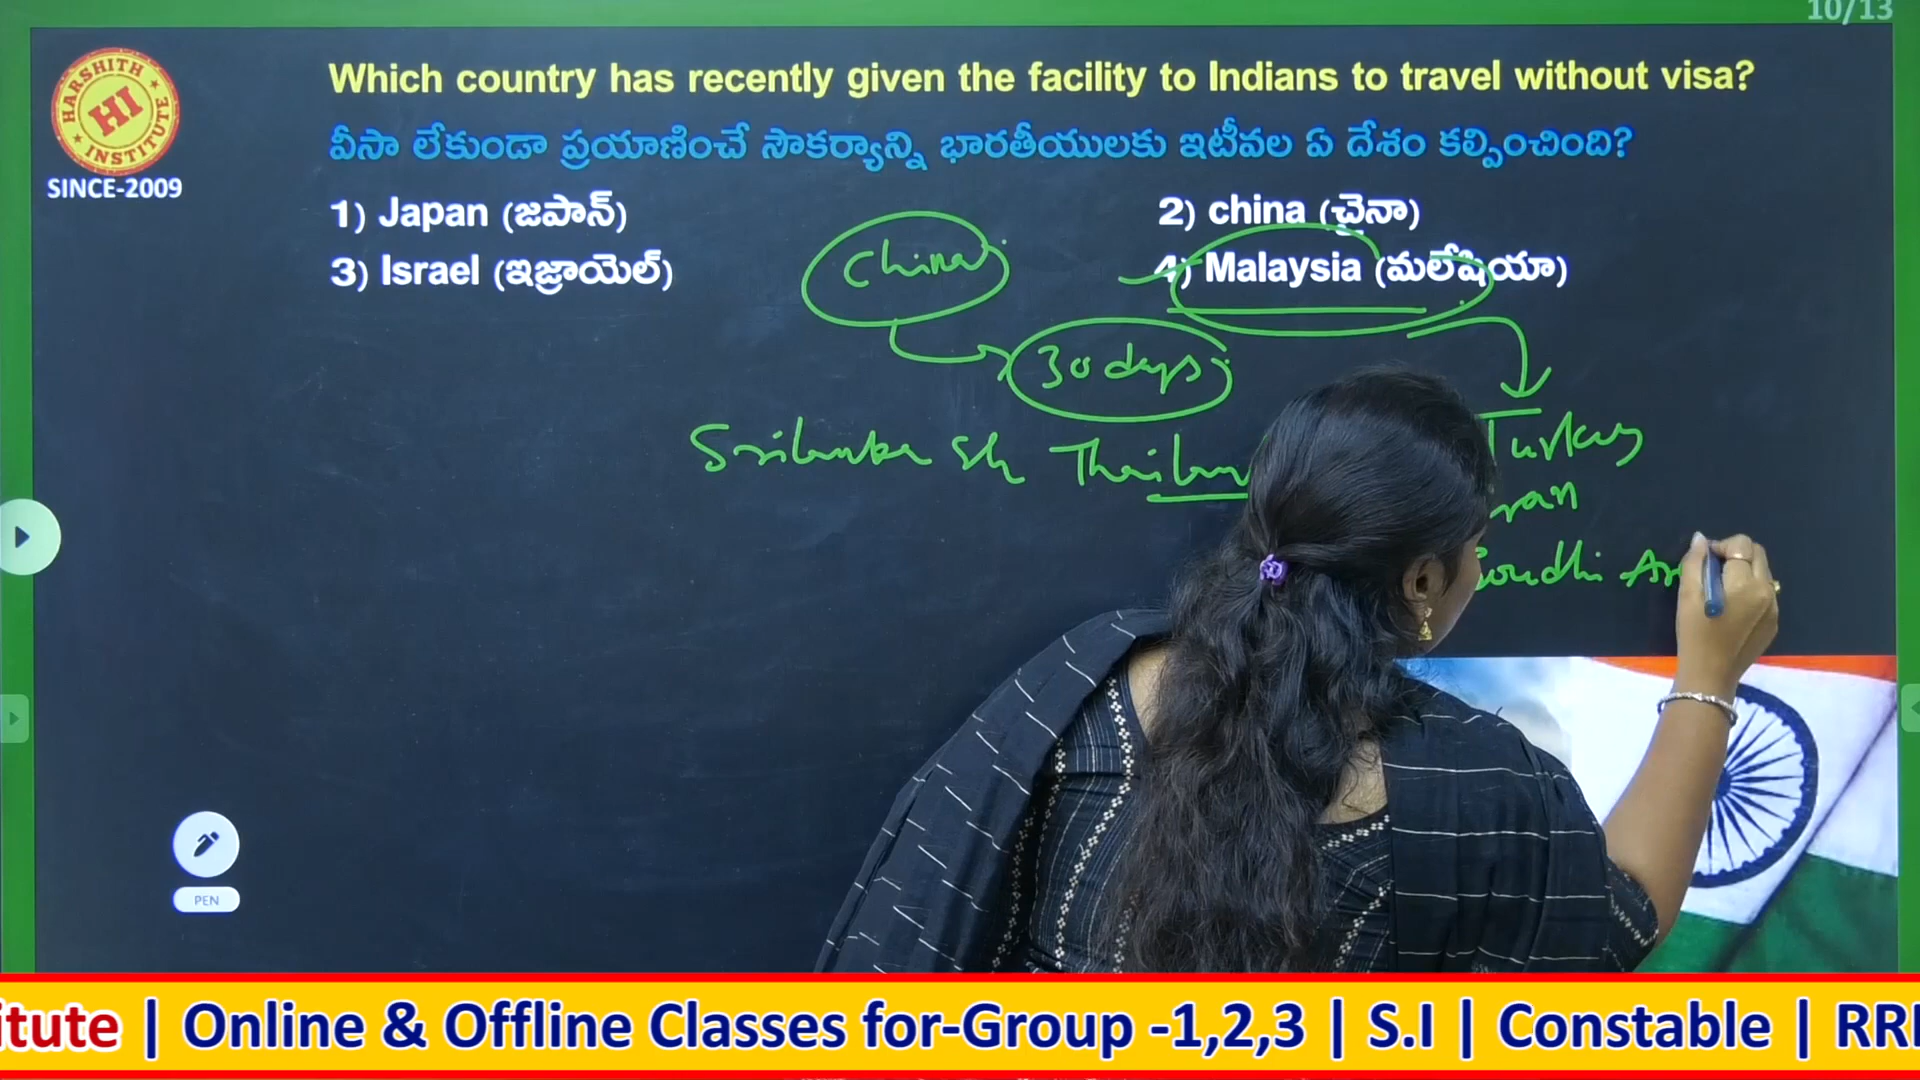 10/13
HARSHITH
HI
INSTITUTE
SINCE-2009
Which country has recently given the facility to Indians to travel without visa?
వీసా లేకుండా ప్రయాణించే సౌకర్యాన్ని భారతీయులకు ఇటీవల ఏ దేశం కల్పించింది?
1) Japan (జపాన్)
2) china (చైనా)
3) Israel (ఇజ్రాయెల్)
4) Malaysia (మలేషియా)
China
30 days
Srilanka
Turkey
PEN
itute | Online & Offline Classes for-Group -1,2,3 | S.I | Constable | RR